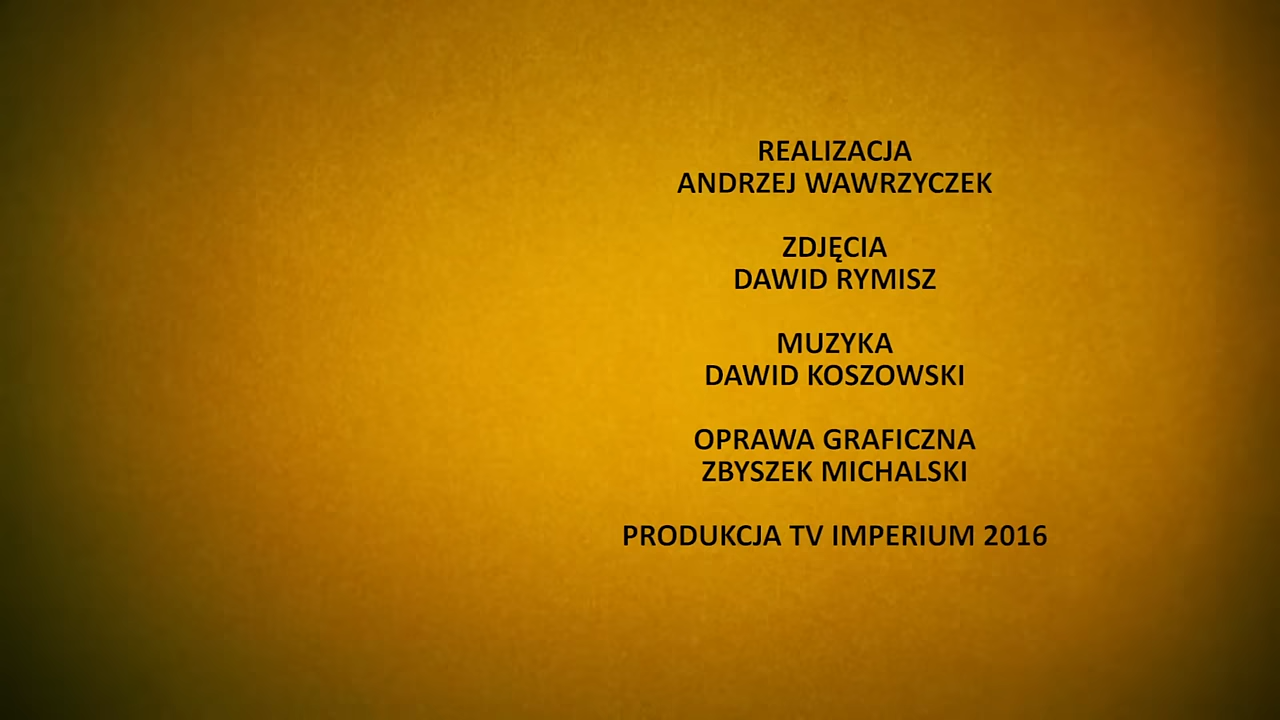 REALIZACJA
ANDRZEJ WAWRZYCZEK
ZDJĘCIA
DAWID RYMISZ
MUZYKA
DAWID KOSZOWSKI
OPRAWA GRAFICZNA
ZBYSZEK MICHALSKI
PRODUKCJA TV IMPERIUM 2016